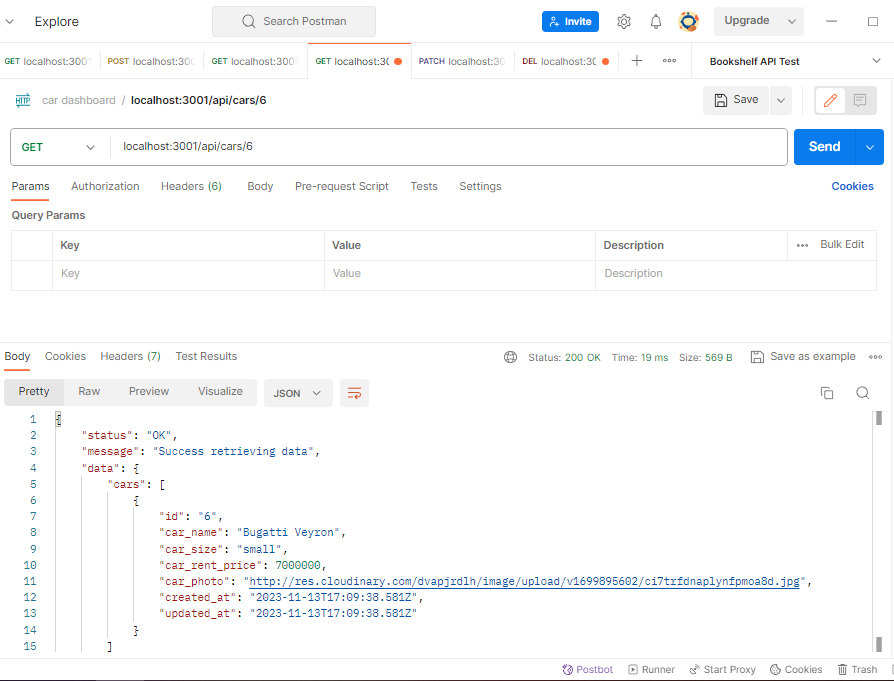 Explore
Search Postman
Invite
Upgrade
GET localhost:3001
POST localhost:300
GET localhost:3001
GET localhost:30
PATCH localhost:30
DEL localhost:30
Bookshelf API Test
HTTP car dashboard / localhost:3001/api/cars/6
Save
GET localhost:3001/api/cars/6
Send
Params Authorization Headers (6) Body Pre-request Script Tests Settings Cookies
Query Params
Key Value Description Bulk Edit
Key Value Description
Body Cookies Headers (7) Test Results Status: 200 OK Time: 19 ms Size: 569 B Save as example
Pretty Raw Preview Visualize JSON
1 {
2 "status": "OK",
3 "message": "Success retrieving data",
4 "data": {
5 "cars": [
6 {
7 "id": "6",
8 "car_name": "Bugatti Veyron",
9 "car_size": "small",
10 "car_rent_price": 7000000,
11 "car_photo": "http://res.cloudinary.com/dvapjrdlh/image/upload/v1699895602/ci7trfdnaplynfpmoa8d.jpg",
12 "created_at": "2023-11-13T17:09:38.581Z",
13 "updated_at": "2023-11-13T17:09:38.581Z"
14 }
15 ]
Postbot Runner Start Proxy Cookies Trash